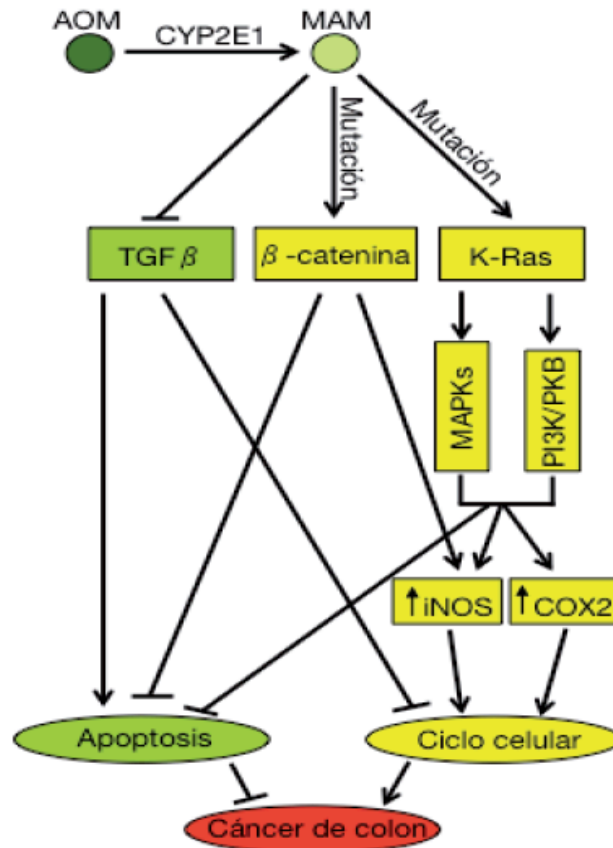 AOM
CYP2E1
MAM
Mutación
Mutación
TGF β
β-catenina
K-Ras
MAPKs
PI3K/PKB
↑iNOS
↑COX2
Apoptosis
Ciclo celular
Cáncer de colon